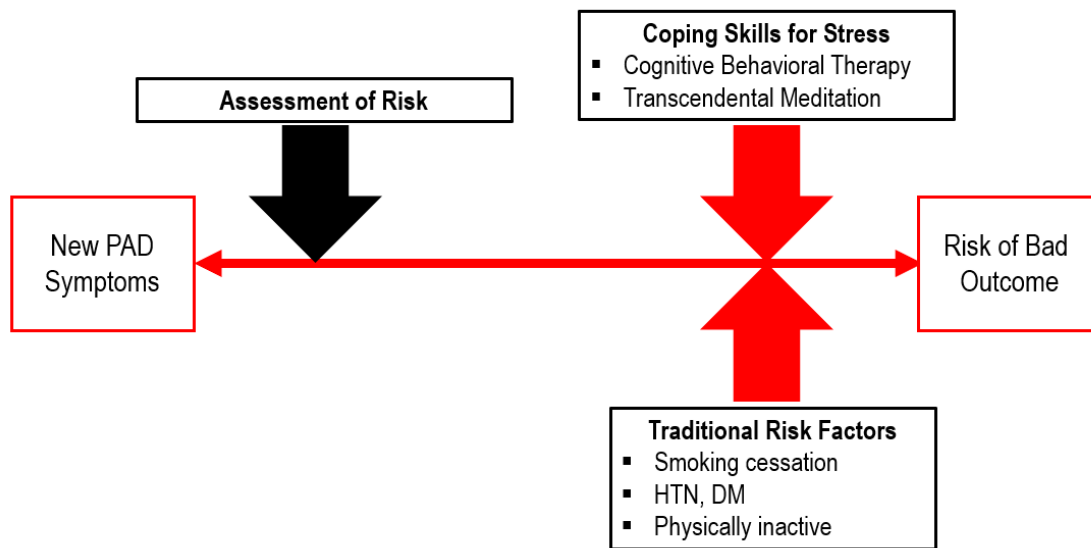 Coping Skills for Stress
▪ Cognitive Behavioral Therapy
▪ Transcendental Meditation
Assessment of Risk
New PAD
Symptoms
Risk of Bad
Outcome
Traditional Risk Factors
▪ Smoking cessation
▪ HTN, DM
▪ Physically inactive